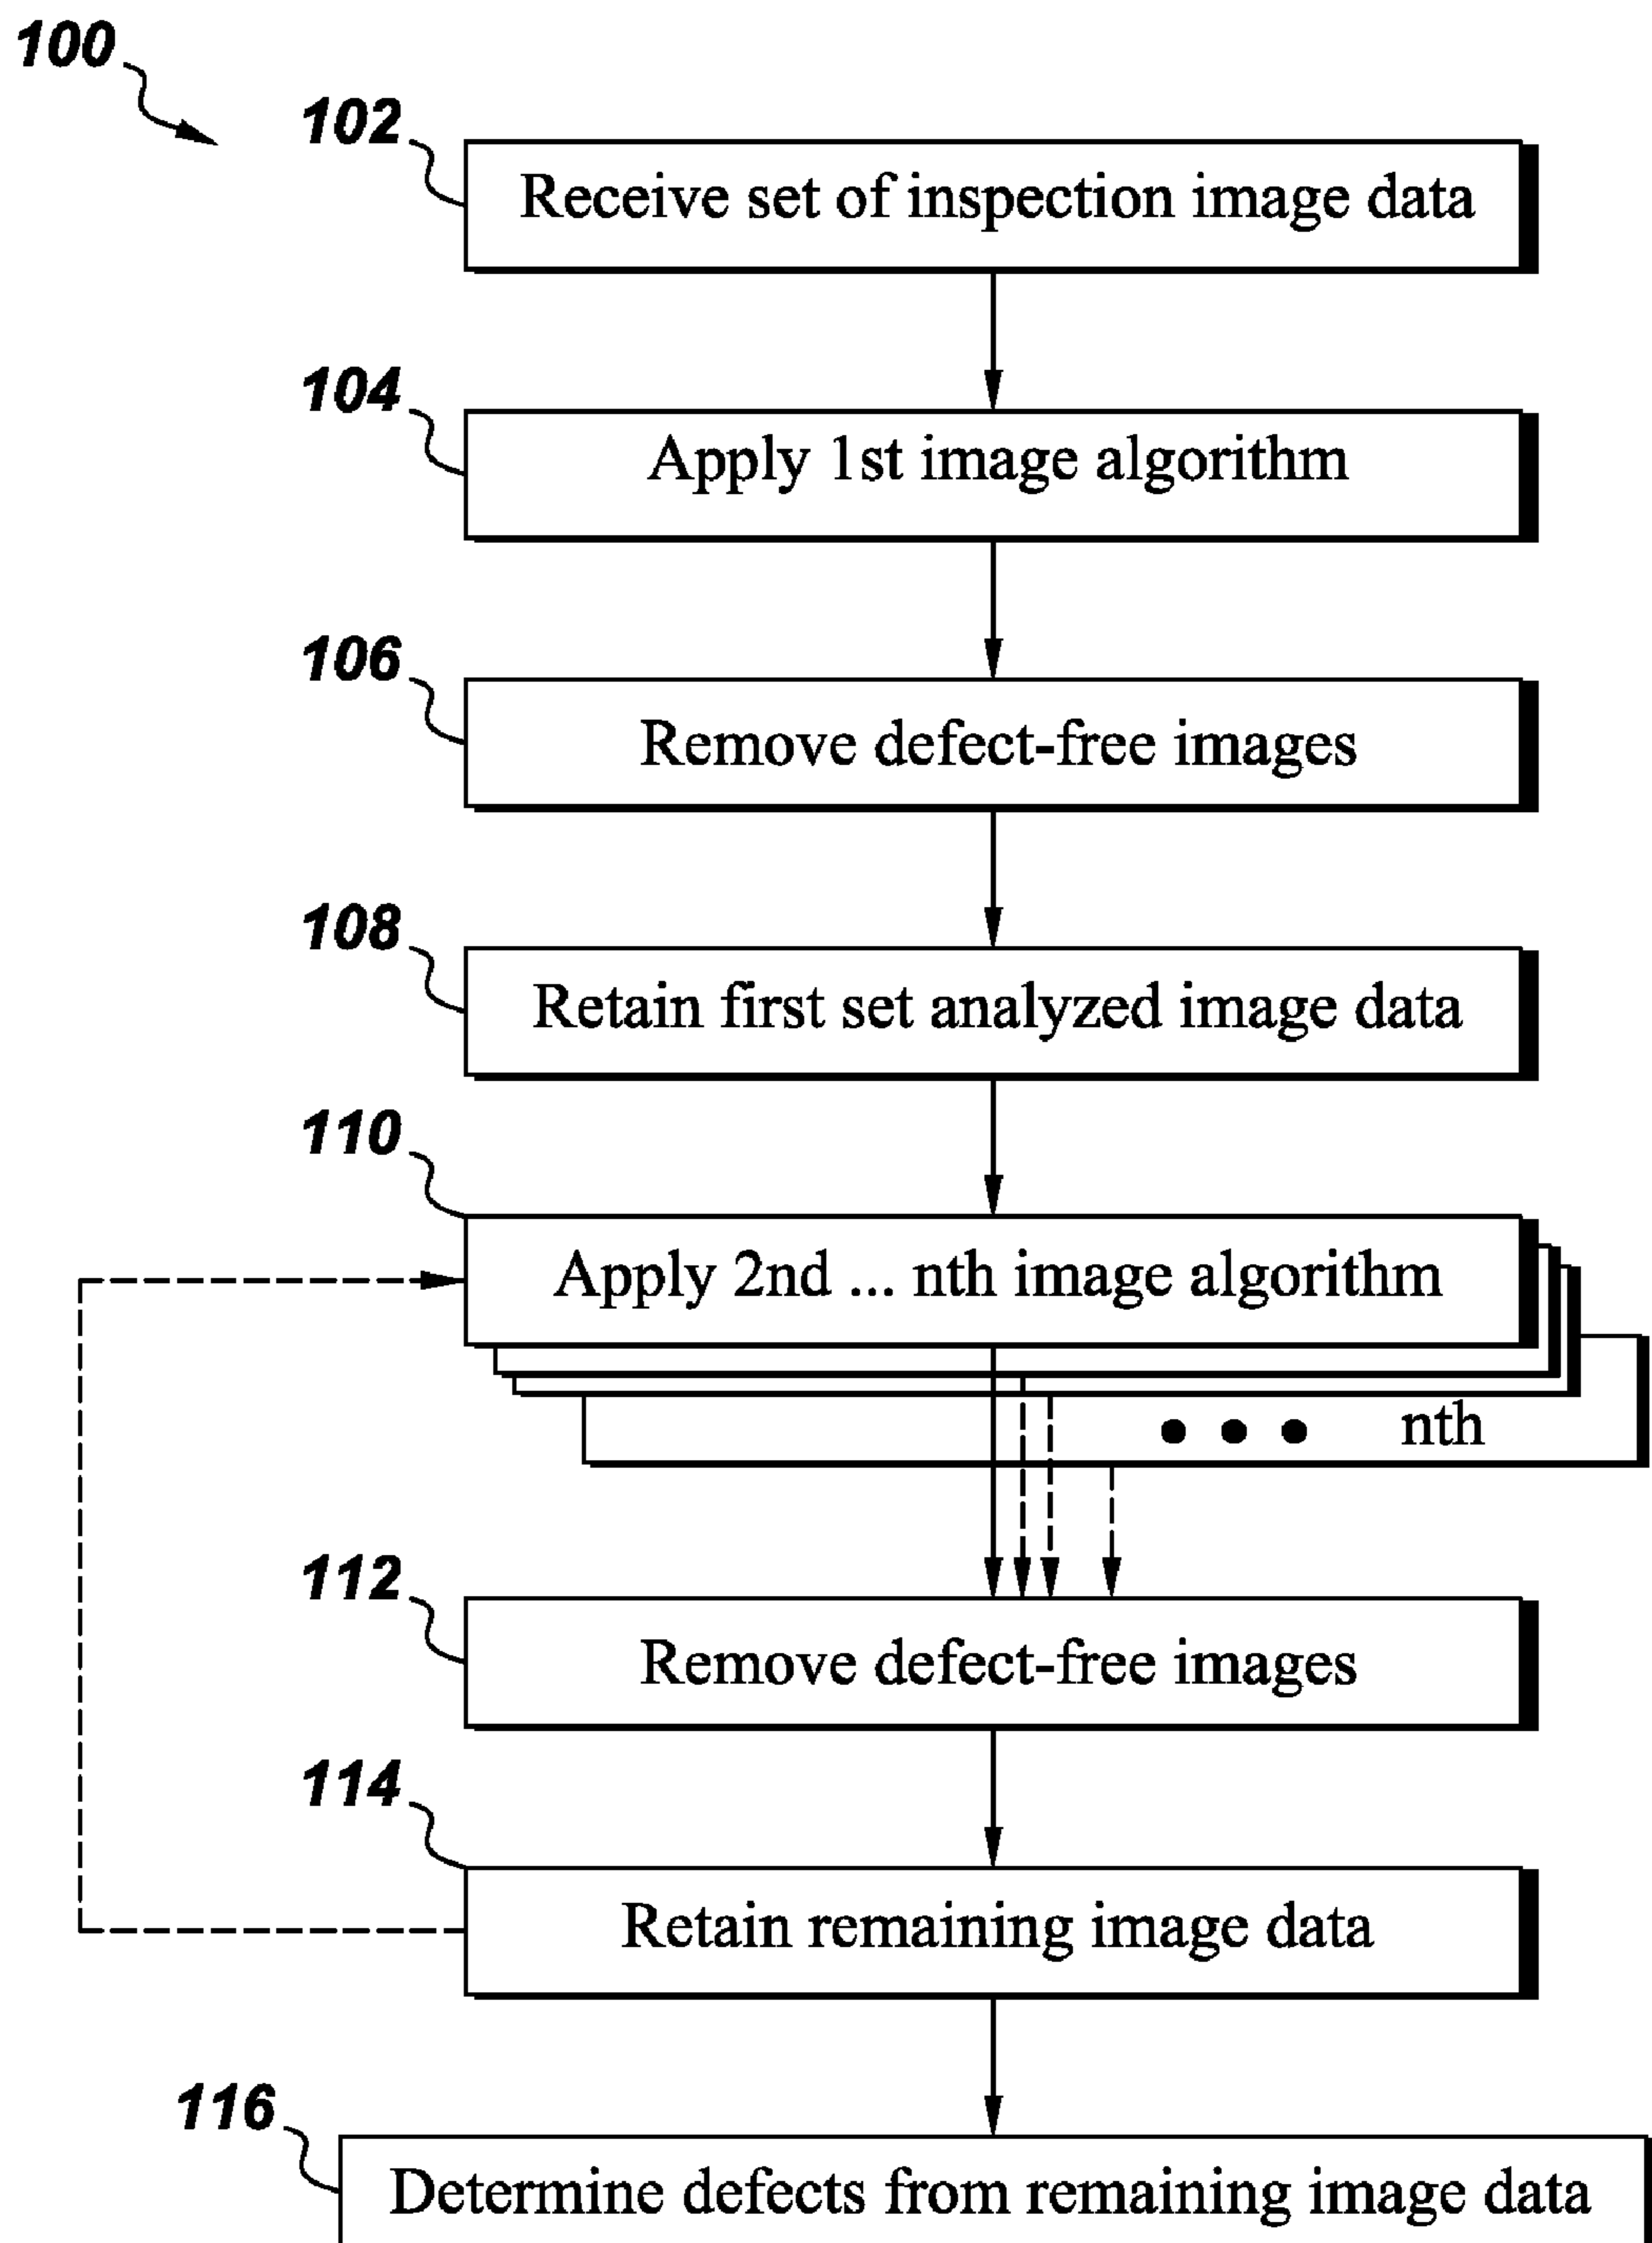 100
102
Receive set of inspection image data
104
Apply 1st image algorithm
106
Remove defect-free images
108
Retain first set analyzed image data
110
Apply 2nd ... nth image algorithm
• • • nth
112
Remove defect-free images
114
Retain remaining image data
116
Determine defects from remaining image data